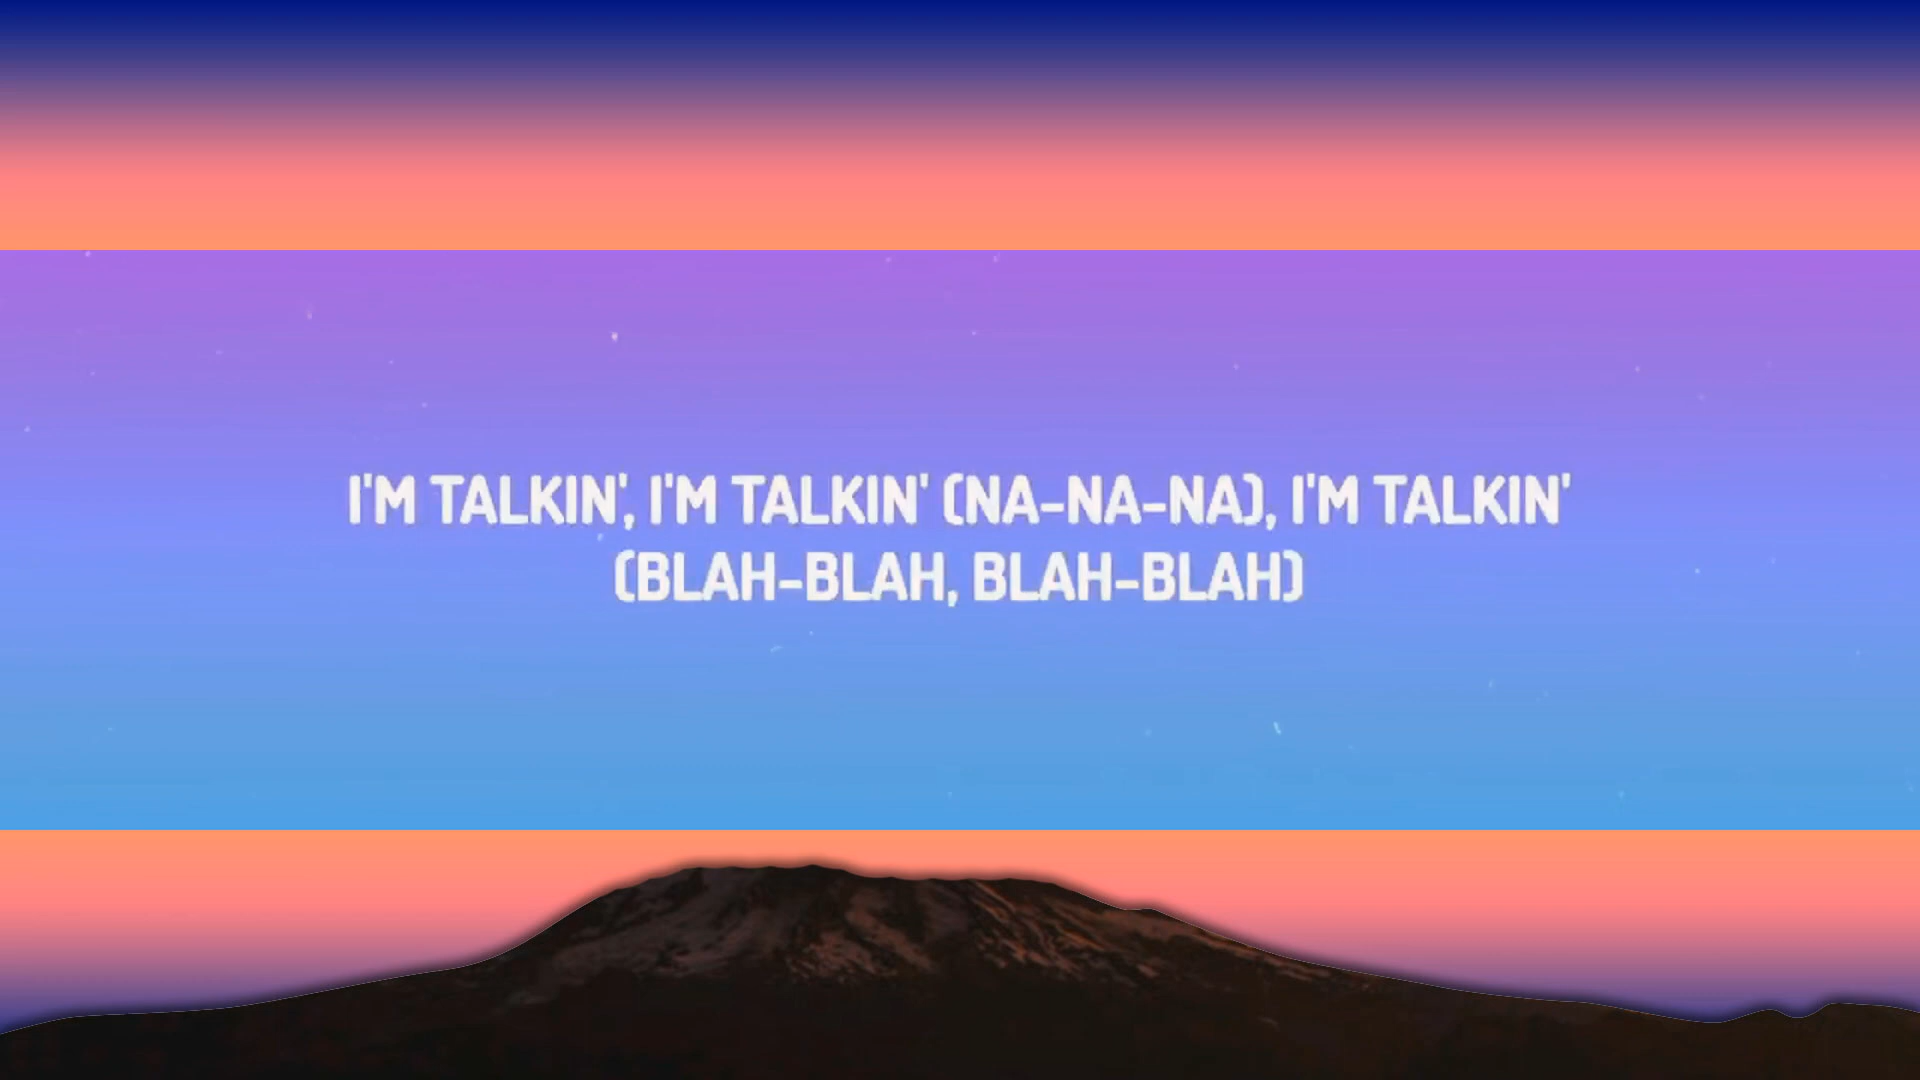 I'M TALKIN', I'M TALKIN' (NA-NA-NA), I'M TALKIN'
(BLAH-BLAH, BLAH-BLAH)